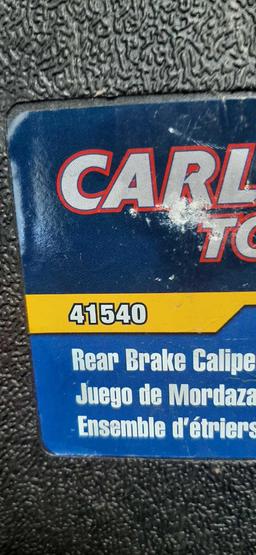 CARL
TO
41540
Rear Brake Calipe
Juego de Mordaza
Ensemble d'étriers